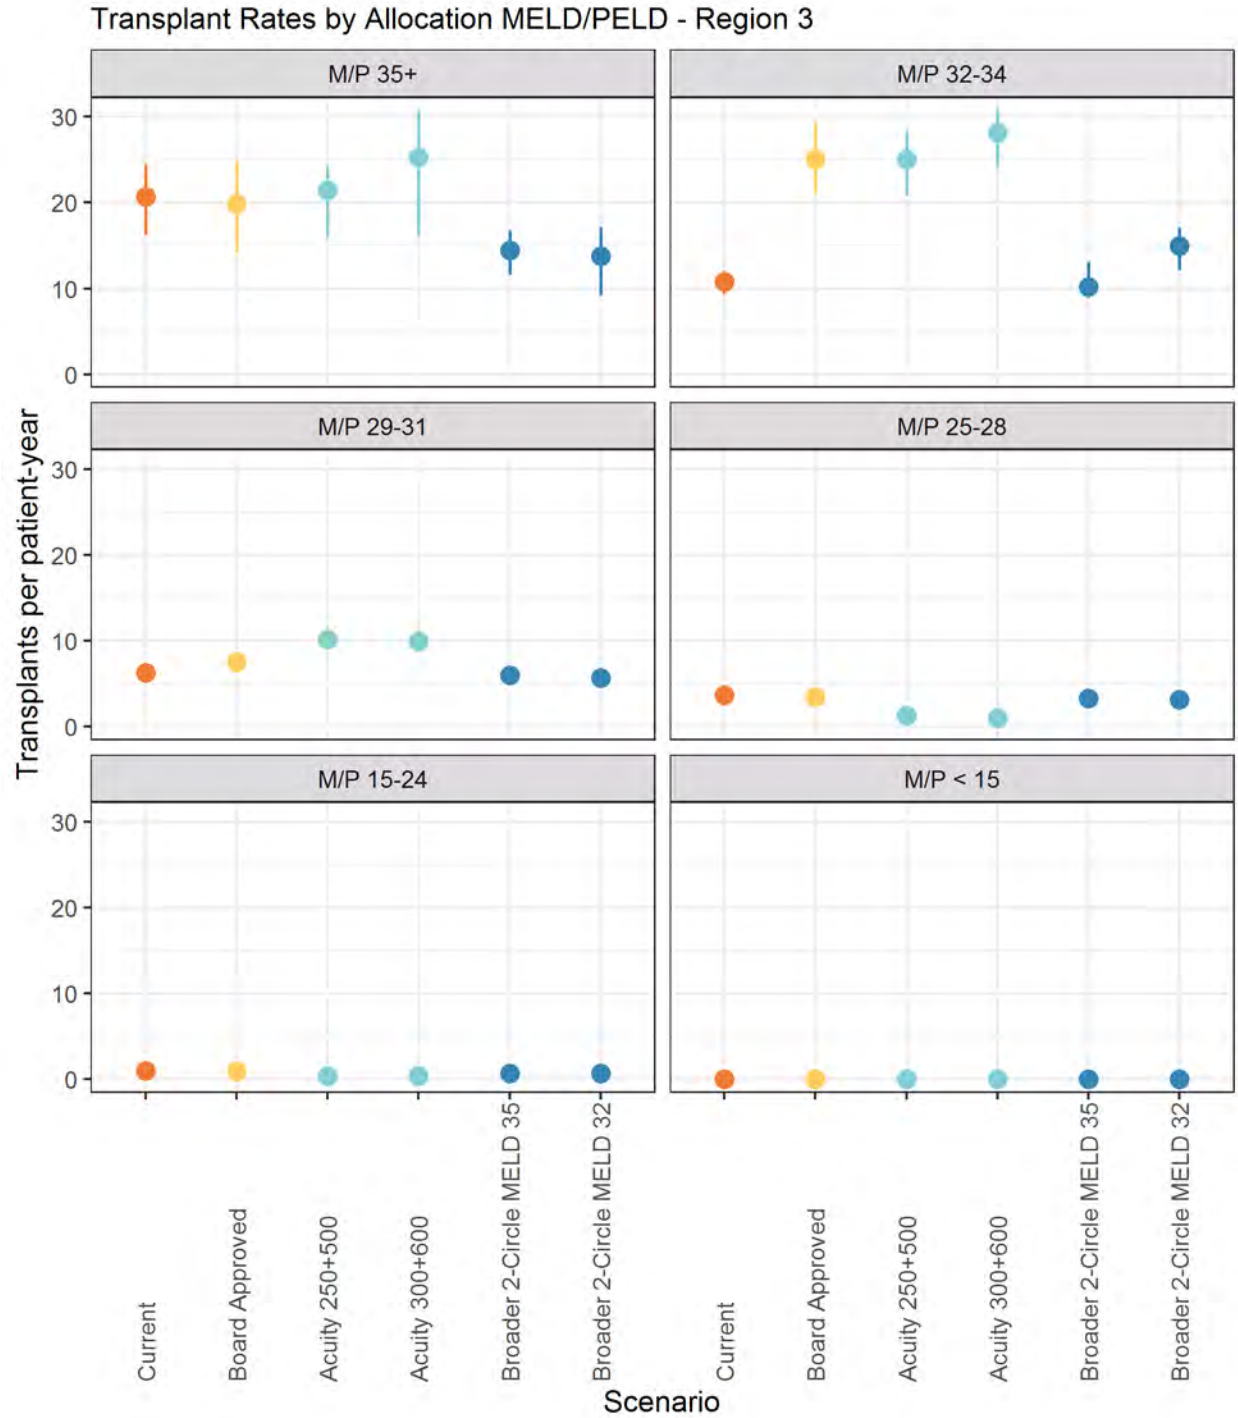 Transplant Rates by Allocation MELD/PELD - Region 3
M/P 35+
M/P 32-34
30
20
10
0
M/P 29-31
M/P 25-28
30
20
10
0
M/P 15-24
M/P < 15
30
20
10
0
Transplants per patient-year
Current
Board Approved
Acuity 250+500
Acuity 300+600
Broader 2-Circle MELD 35
Broader 2-Circle MELD 32
Current
Board Approved
Acuity 250+500
Acuity 300+600
Broader 2-Circle MELD 35
Broader 2-Circle MELD 32
Scenario